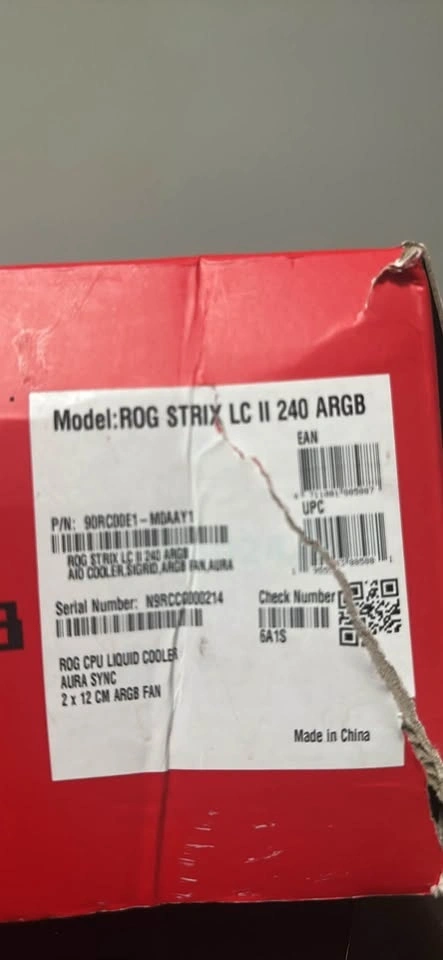 Model:ROG STRIX LC II 240 ARGB
EAN
UPC
P/N: 90RC00E1-M0AAY1
ROG STRIX LC II 240 ARGB
AIO COOLER,SIGRID,ARGB FAN,AURA
Serial Number:
Check Number
6A1S
ROG CPU LIQUID COOLER
AURA SYNC
2 x 12 CM ARGB FAN
Made in China